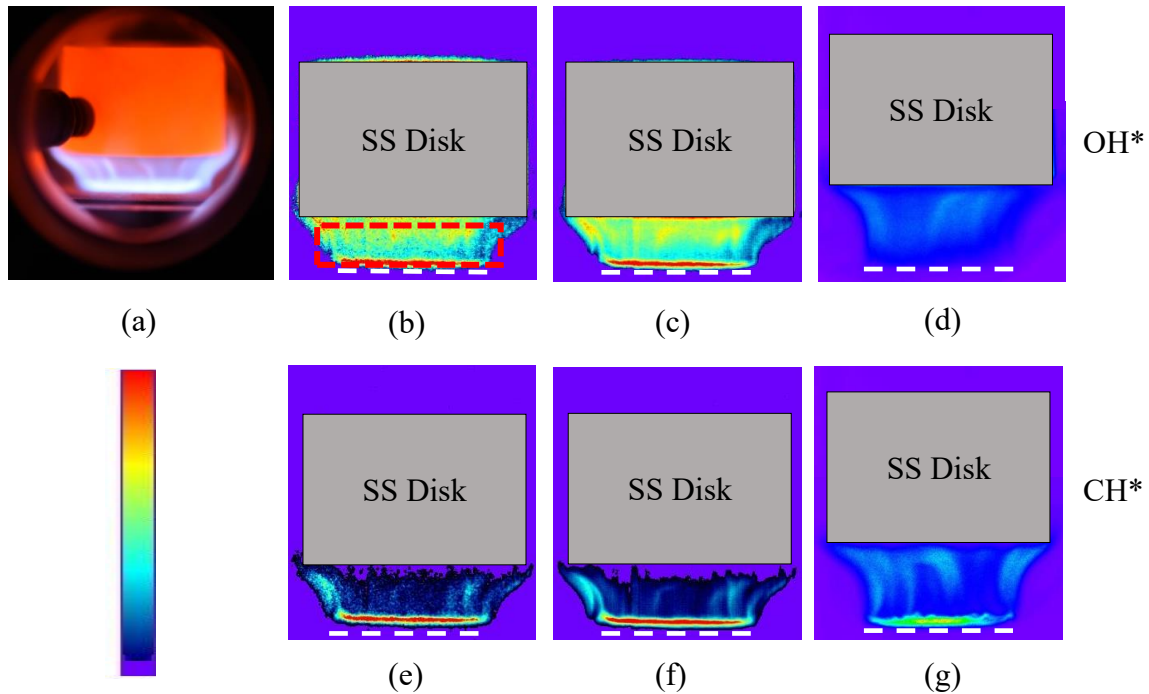 SS Disk
SS Disk
SS Disk
OH*
(a)
(b)
(c)
(d)
SS Disk
SS Disk
SS Disk
CH*
(e)
(f)
(g)